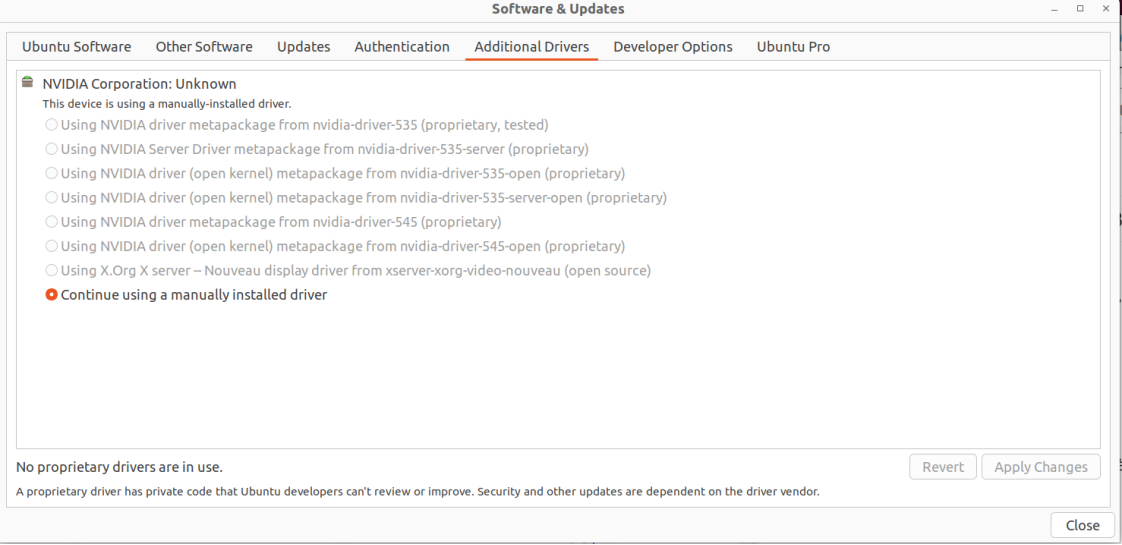 Software & Updates
Ubuntu Software Other Software Updates Authentication Additional Drivers Developer Options Ubuntu Pro
NVIDIA Corporation: Unknown
This device is using a manually-installed driver.
Using NVIDIA driver metapackage from nvidia-driver-535 (proprietary, tested)
Using NVIDIA Server Driver metapackage from nvidia-driver-535-server (proprietary)
Using NVIDIA driver (open kernel) metapackage from nvidia-driver-535-open (proprietary)
Using NVIDIA driver (open kernel) metapackage from nvidia-driver-535-server-open (proprietary)
Using NVIDIA driver metapackage from nvidia-driver-545 (proprietary)
Using NVIDIA driver (open kernel) metapackage from nvidia-driver-545-open (proprietary)
Using X.Org X server – Nouveau display driver from xserver-xorg-video-nouveau (open source)
Continue using a manually installed driver
No proprietary drivers are in use. Revert Apply Changes
A proprietary driver has private code that Ubuntu developers can't review or improve. Security and other updates are dependent on the driver vendor.
Close